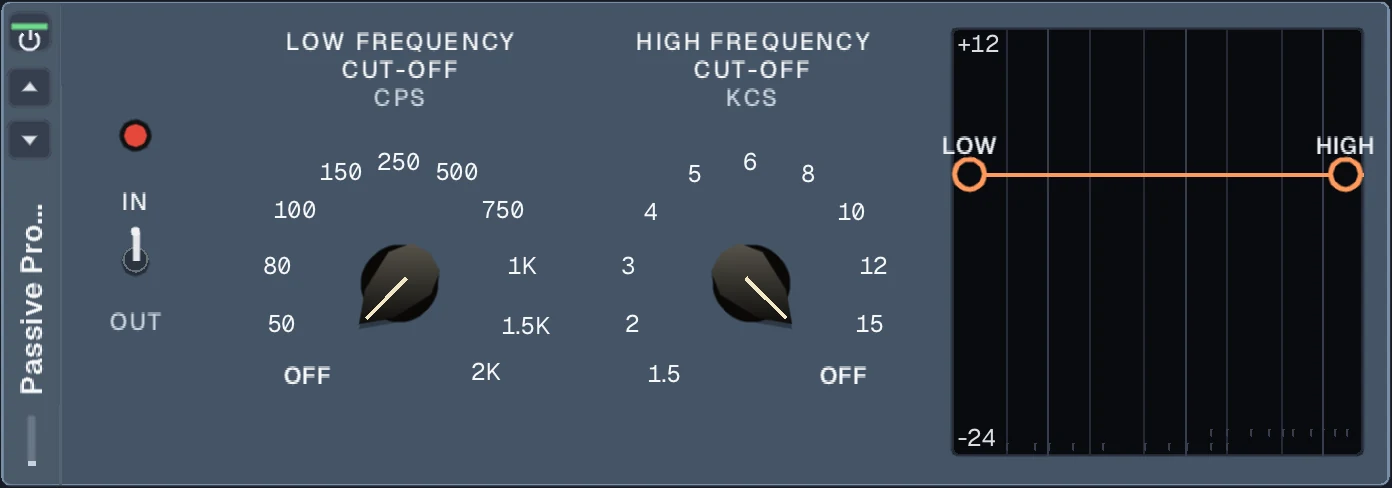 Passive Pro...
IN
OUT
LOW FREQUENCY
CUT-OFF
CPS
OFF
50
80
100
150
250
500
750
1K
1.5K
2K
HIGH FREQUENCY
CUT-OFF
KCS
1.5
2
3
4
5
6
8
10
12
15
OFF
+12
LOW
HIGH
-24